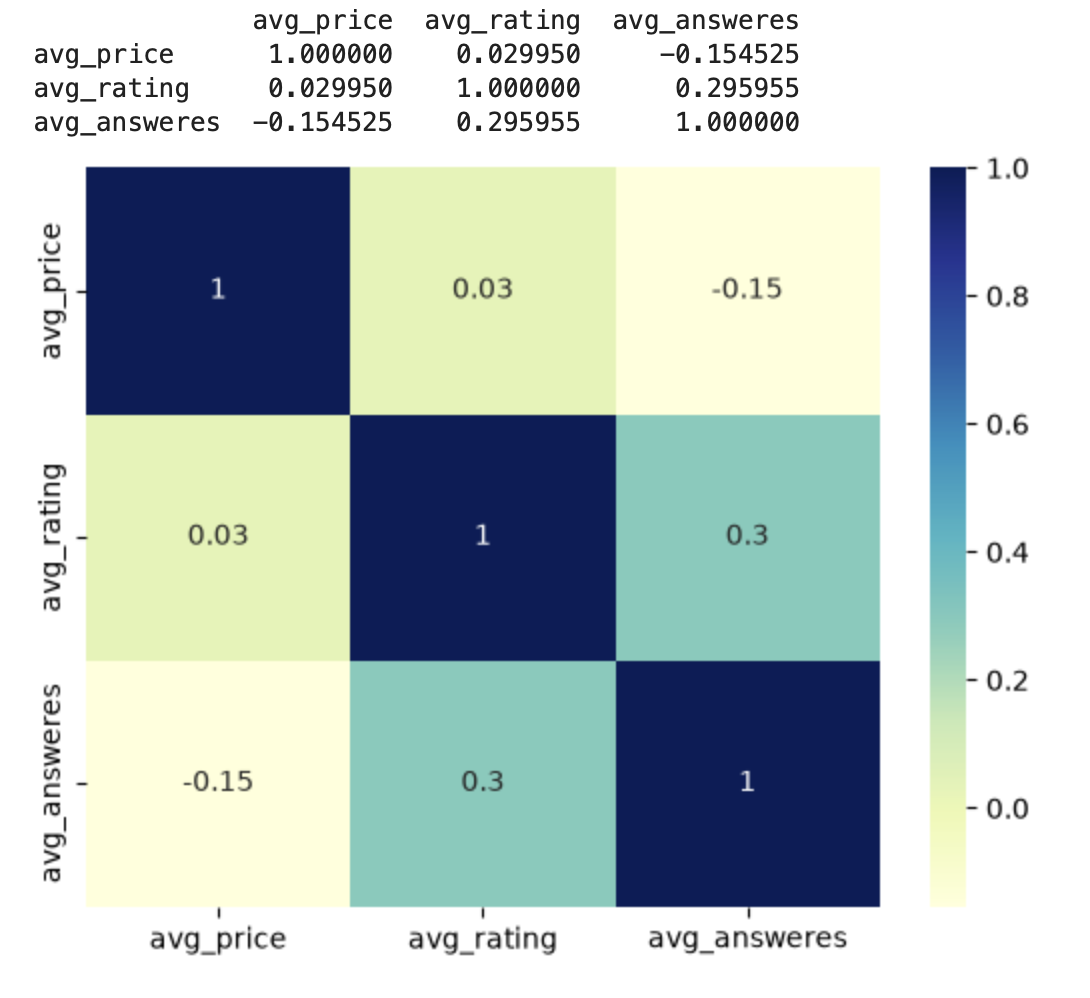 avg_price avg_rating avg_answeres
avg_price 1.000000 0.029950 −0.154525
avg_rating 0.029950 1.000000 0.295955
avg_answeres −0.154525 0.295955 1.000000
avg_price
1 0.03 -0.15
avg_rating
0.03 1 0.3
avg_answeres
-0.15 0.3 1
avg_price avg_rating avg_answeres
1.0
0.8
0.6
0.4
0.2
0.0